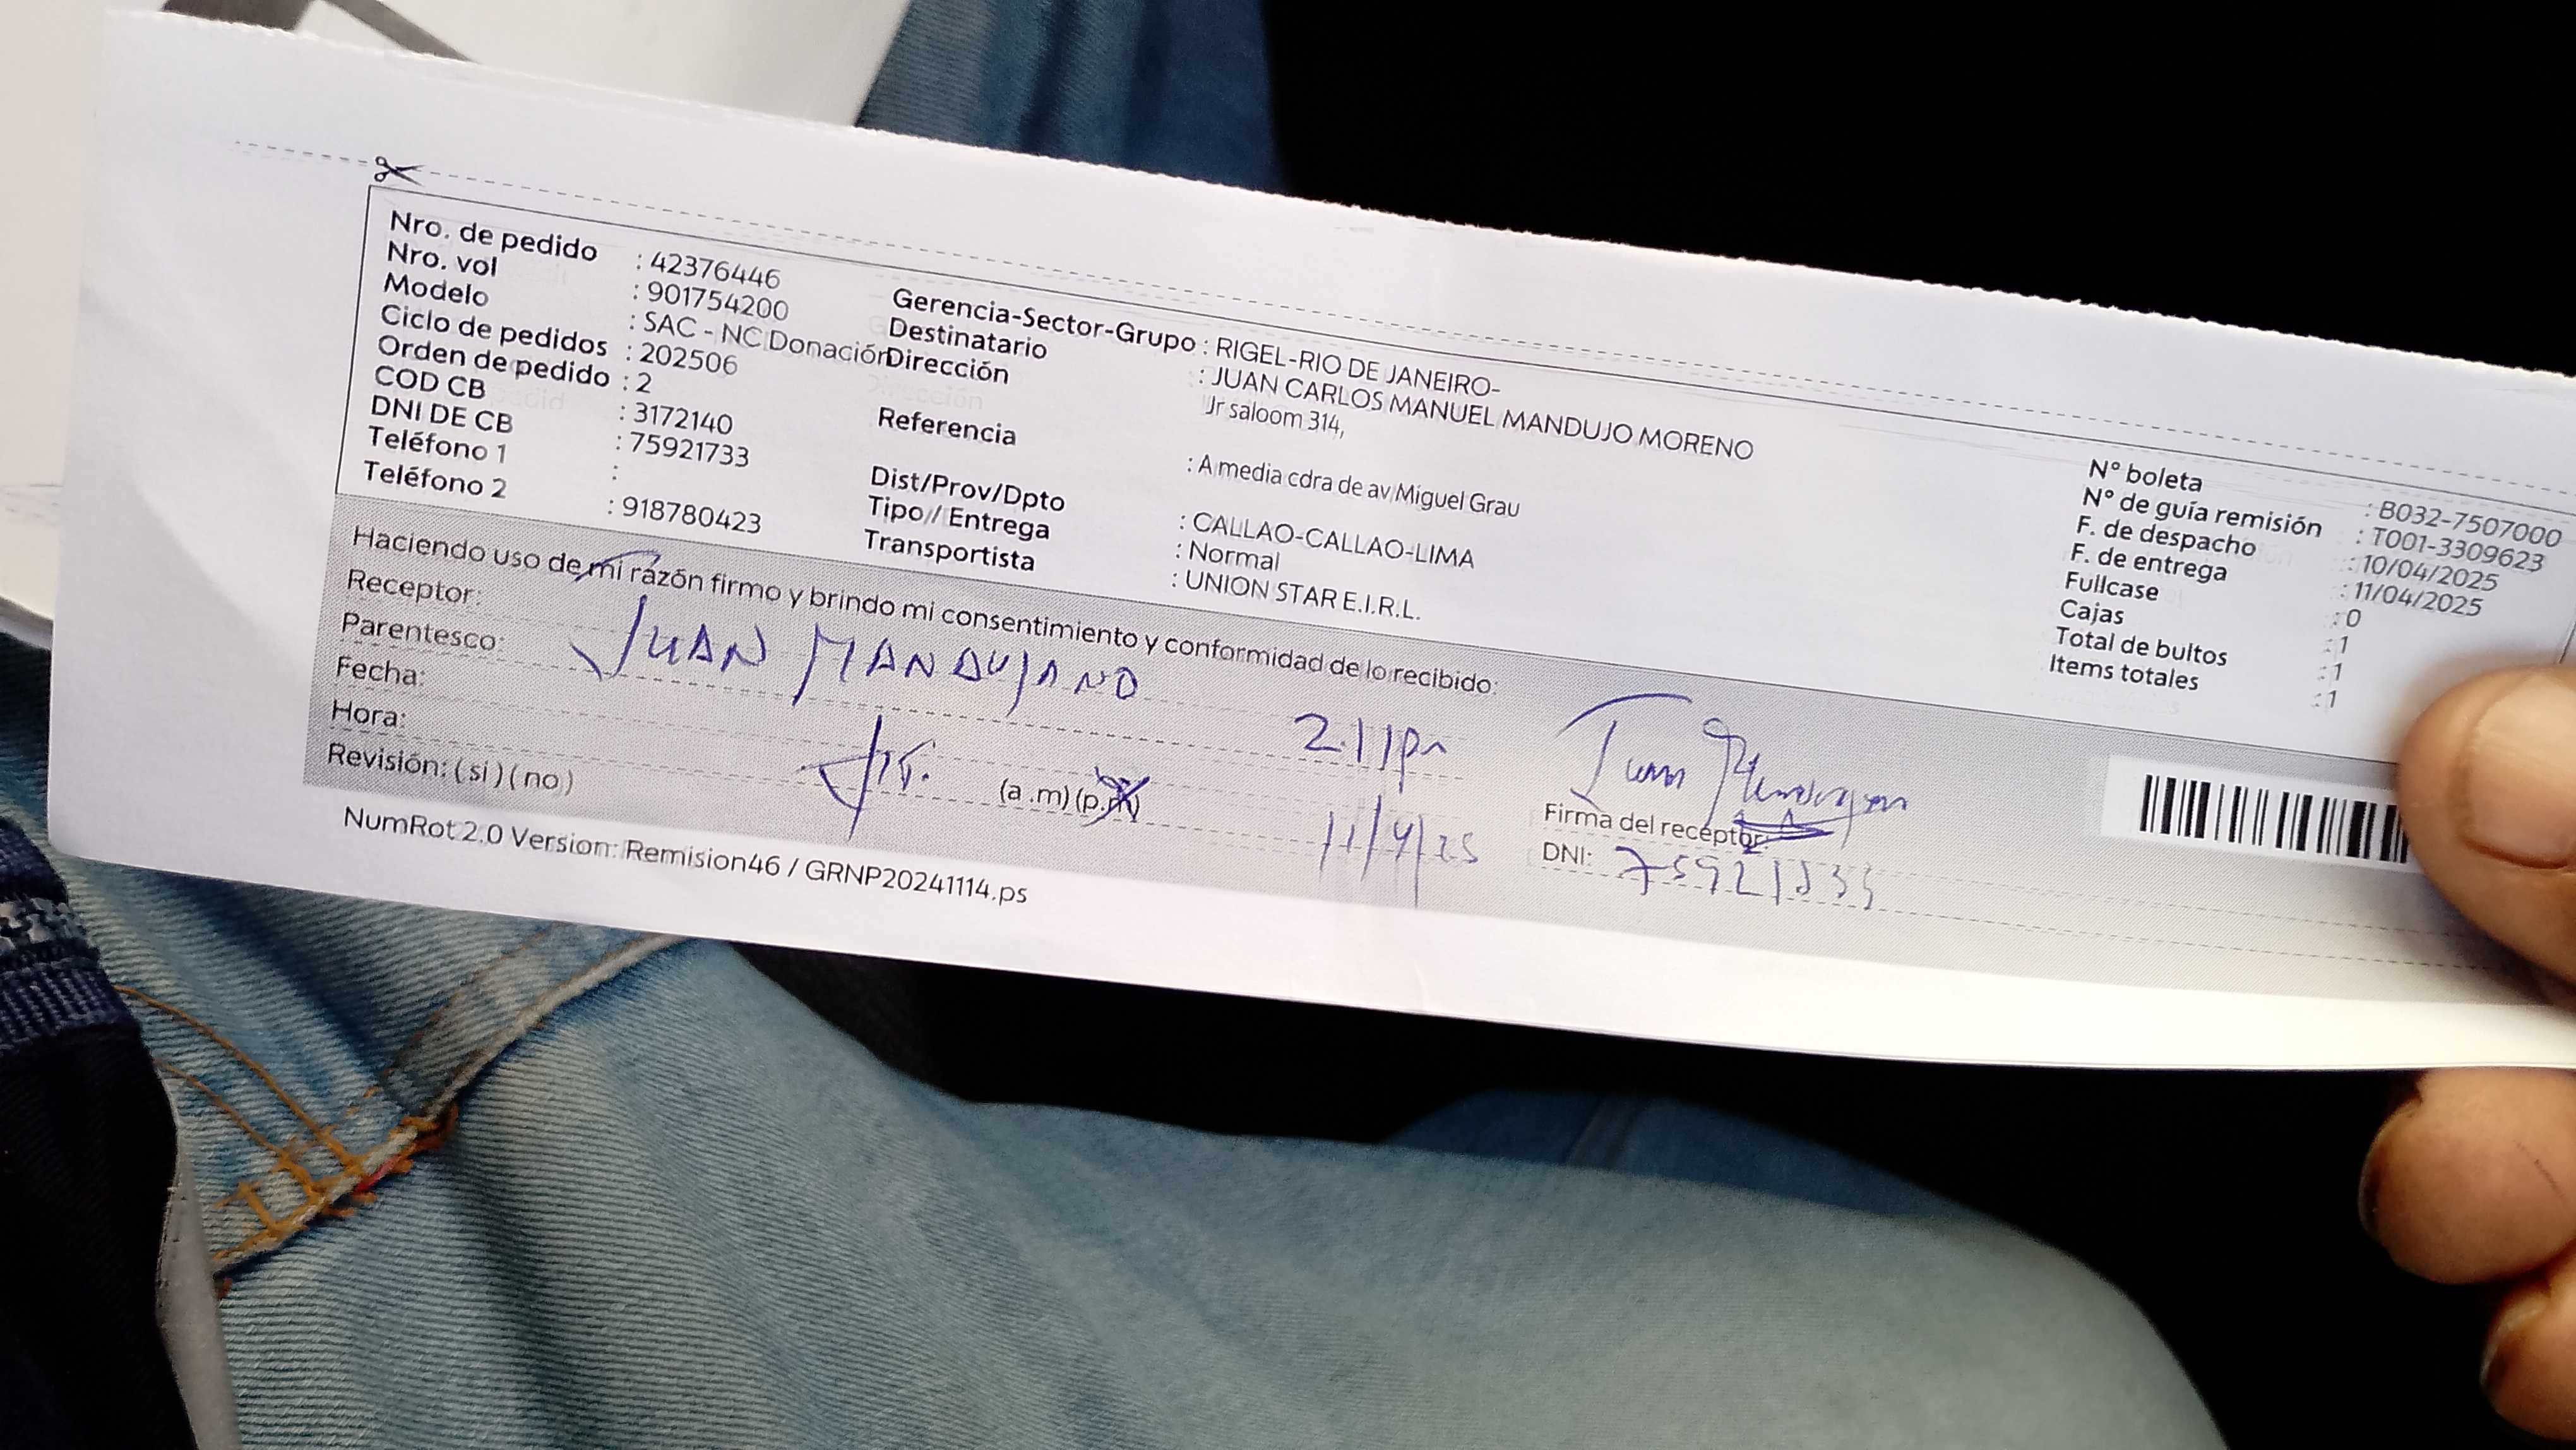 Nro. de pedido : 42376446
Nro. vol : 901754200
Modelo : SAC - NC Donación
Ciclo de pedidos : 202506
Orden de pedido : 2
COD CB : 3172140
DNI DE CB : 75921733
Teléfono 1 :
Teléfono 2 : 918780423
Gerencia-Sector-Grupo : RIGEL-RIO DE JANEIRO-
Destinatario : JUAN CARLOS MANUEL MANDUJO MORENO
Dirección Jr saloom 314,
Referencia : A media cdra de av Miguel Grau
Dist/Prov/Dpto : CALLAO-CALLAO-LIMA
Tipo // Entrega : Normal
Transportista : UNION STAR E.I.R.L.
N° boleta : B032-7507000
N° de guía remisión : T001-3309623
F. de despacho : 10/04/2025
F. de entrega : 11/04/2025
Fullcase : 0
Cajas : 1
Total de bultos : 1
Items totales : 1
Haciendo uso de mi razón firmo y brindo mi consentimiento y conformidad de lo recibido:
Receptor: JUAN MANDUJANO
Parentesco:
Fecha: 2.11pm
Hora: (a .m) (p.m) 11/4/25
Revisión: ( si ) ( no )
Firma del receptor:
DNI:
NumRot 2.0 Version: Remision46 / GRNP20241114.ps